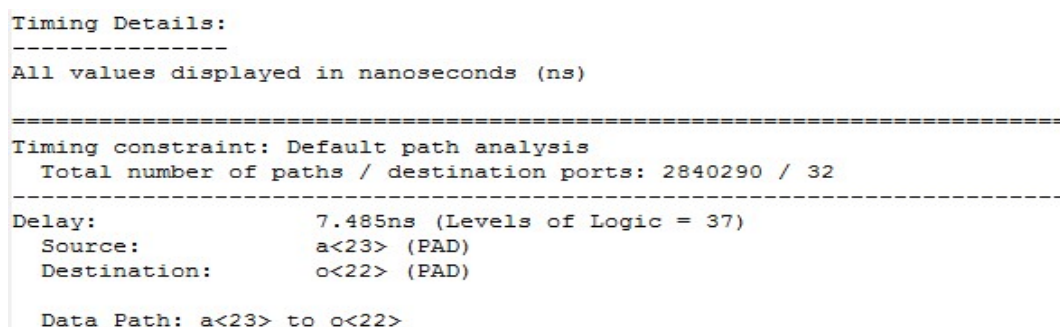 Timing Details:
---------------
All values displayed in nanoseconds (ns)
=========================================================================
Timing constraint: Default path analysis
Total number of paths / destination ports: 2840290 / 32
-------------------------------------------------------------------------
Delay: 7.485ns (Levels of Logic = 37)
Source: a<23> (PAD)
Destination: o<22> (PAD)
Data Path: a<23> to o<22>